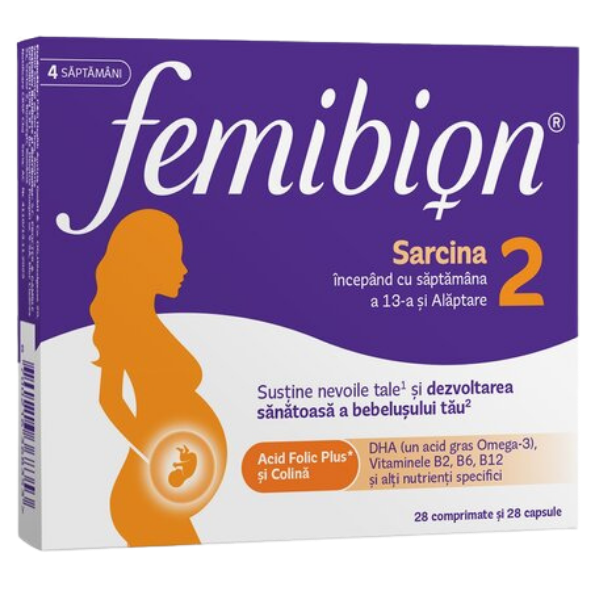 4 SĂPTĂMÂNI
femibion®
Sarcina 2
începând cu săptămâna
a 13-a și Alăptare
Susține nevoile tale¹ și dezvoltarea
sănătoasă a bebelușului tău²
Acid Folic Plus*
și Colină
DHA (un acid gras Omega-3),
Vitaminele B2, B6, B12
și alți nutrienți specifici
28 comprimate și 28 capsule